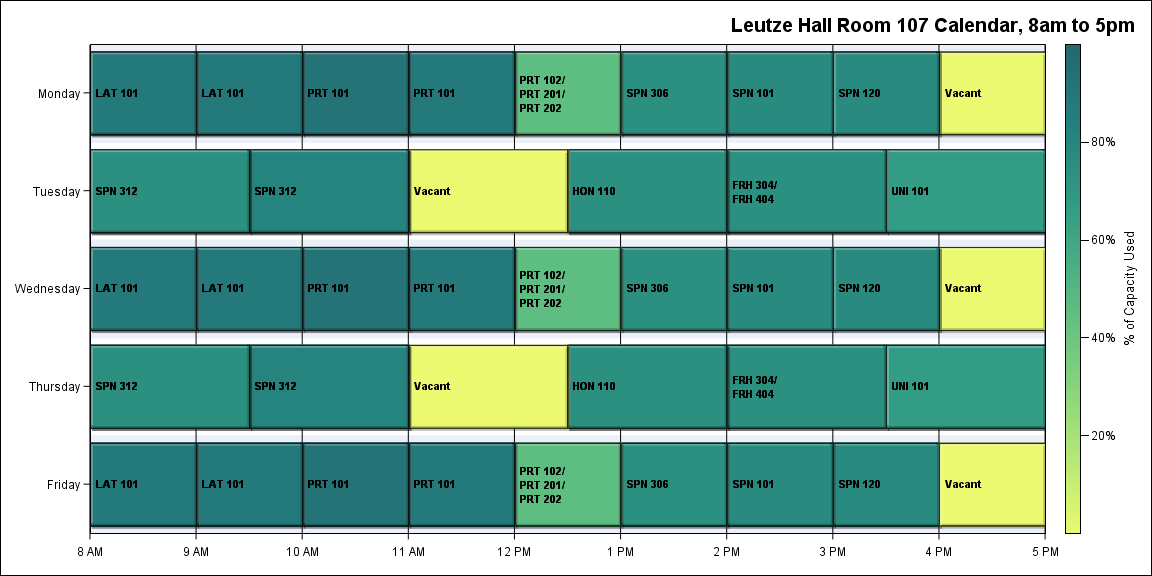 Leutze Hall Room 107 Calendar, 8am to 5pm
Monday
LAT 101
LAT 101
PRT 101
PRT 101
PRT 102/
PRT 201/
PRT 202
SPN 306
SPN 101
SPN 120
Vacant
Tuesday
SPN 312
SPN 312
Vacant
HON 110
FRH 304/
FRH 404
UNI 101
Wednesday
LAT 101
LAT 101
PRT 101
PRT 101
PRT 102/
PRT 201/
PRT 202
SPN 306
SPN 101
SPN 120
Vacant
Thursday
SPN 312
SPN 312
Vacant
HON 110
FRH 304/
FRH 404
UNI 101
Friday
LAT 101
LAT 101
PRT 101
PRT 101
PRT 102/
PRT 201/
PRT 202
SPN 306
SPN 101
SPN 120
Vacant
8 AM
9 AM
10 AM
11 AM
12 PM
1 PM
2 PM
3 PM
4 PM
5 PM
80%
60%
40%
20%
% of Capacity Used